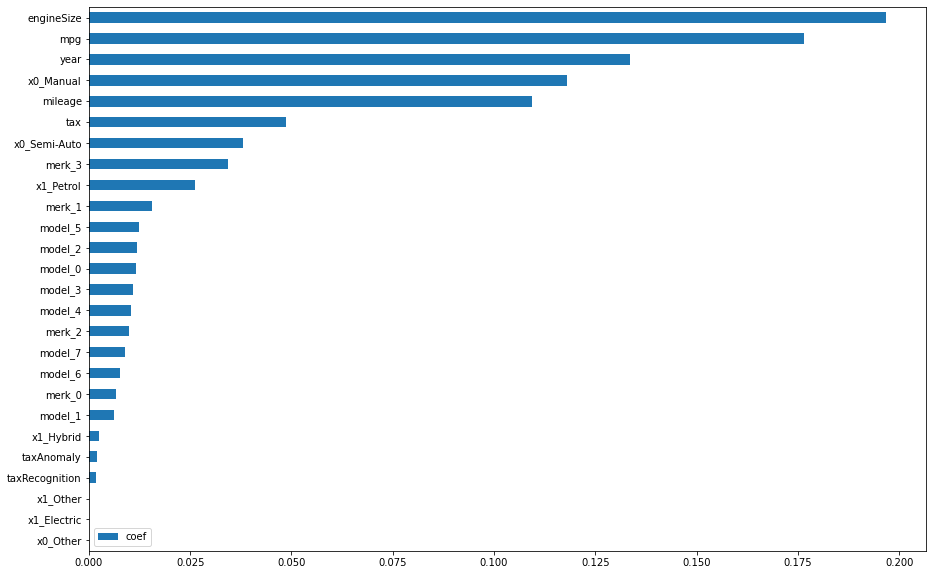 engineSize
mpg
year
x0_Manual
mileage
tax
x0_Semi-Auto
merk_3
x1_Petrol
merk_1
model_5
model_2
model_0
model_3
model_4
merk_2
model_7
model_6
merk_0
model_1
x1_Hybrid
taxAnomaly
taxRecognition
x1_Other
x1_Electric
x0_Other
coef
0.000 0.025 0.050 0.075 0.100 0.125 0.150 0.175 0.200